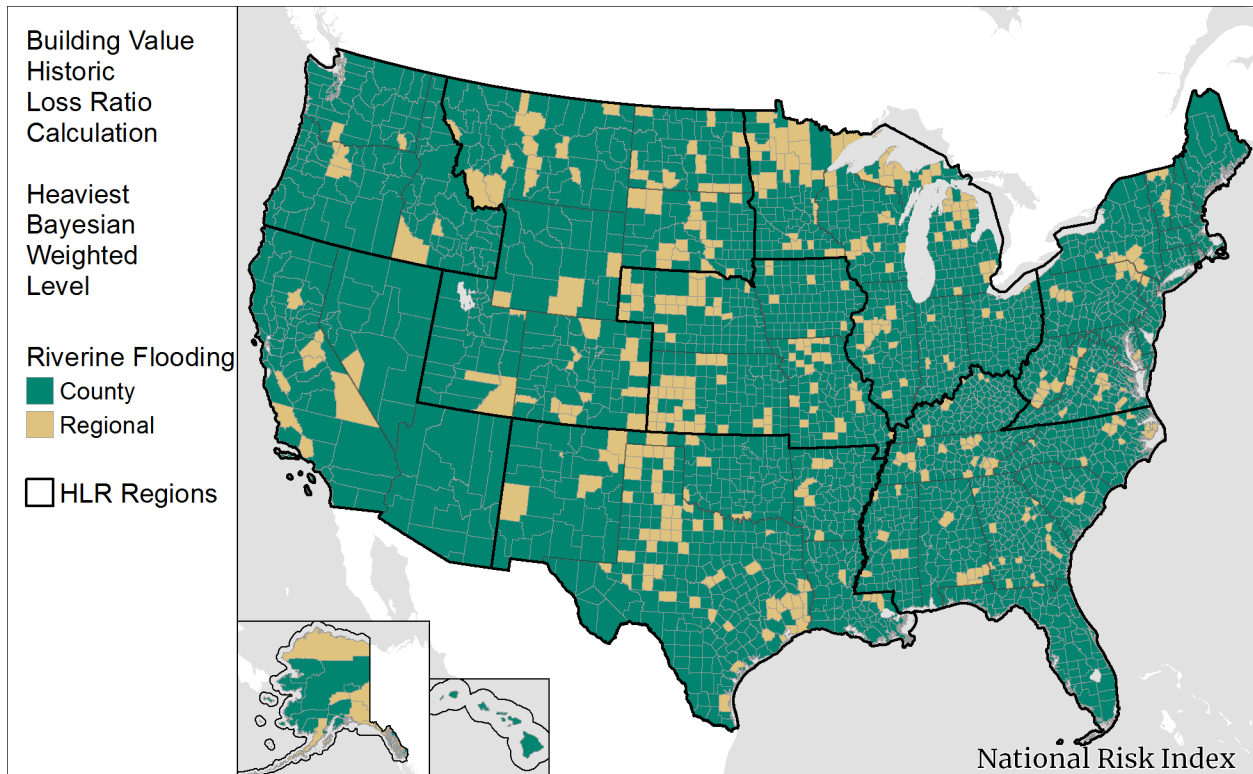 Building Value
Historic
Loss Ratio
Calculation
Heaviest
Bayesian
Weighted
Level
Riverine Flooding
County
Regional
HLR Regions
National Risk Index